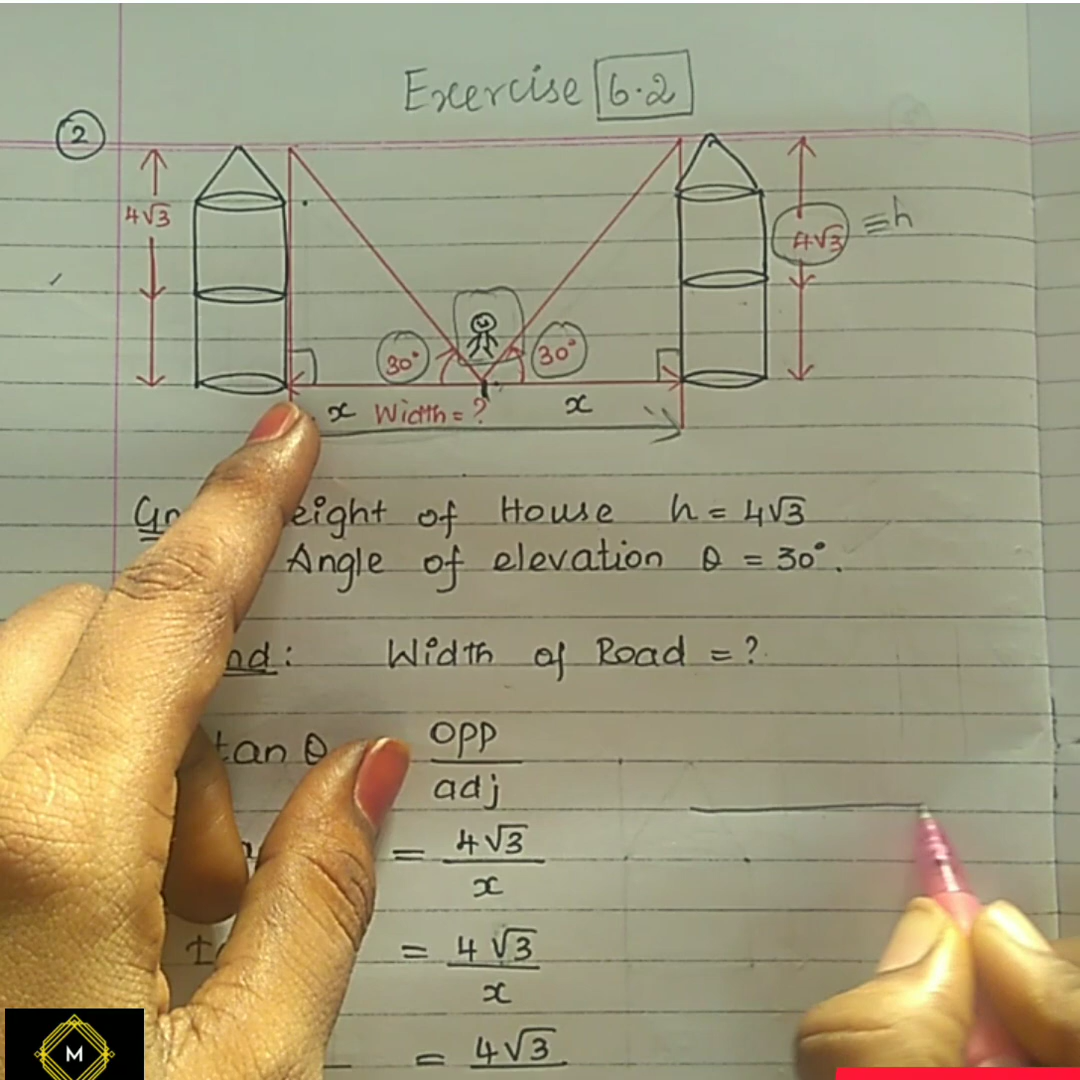 Exercise 6.2
2
4√3
4√3 = h
30° 30°
x Width = ? x
eight of House h = 4√3
Angle of elevation θ = 30°.
nd: Width of Road = ?
tan θ opp
adj
= 4√3
x
= 4√3
x
= 4√3
M